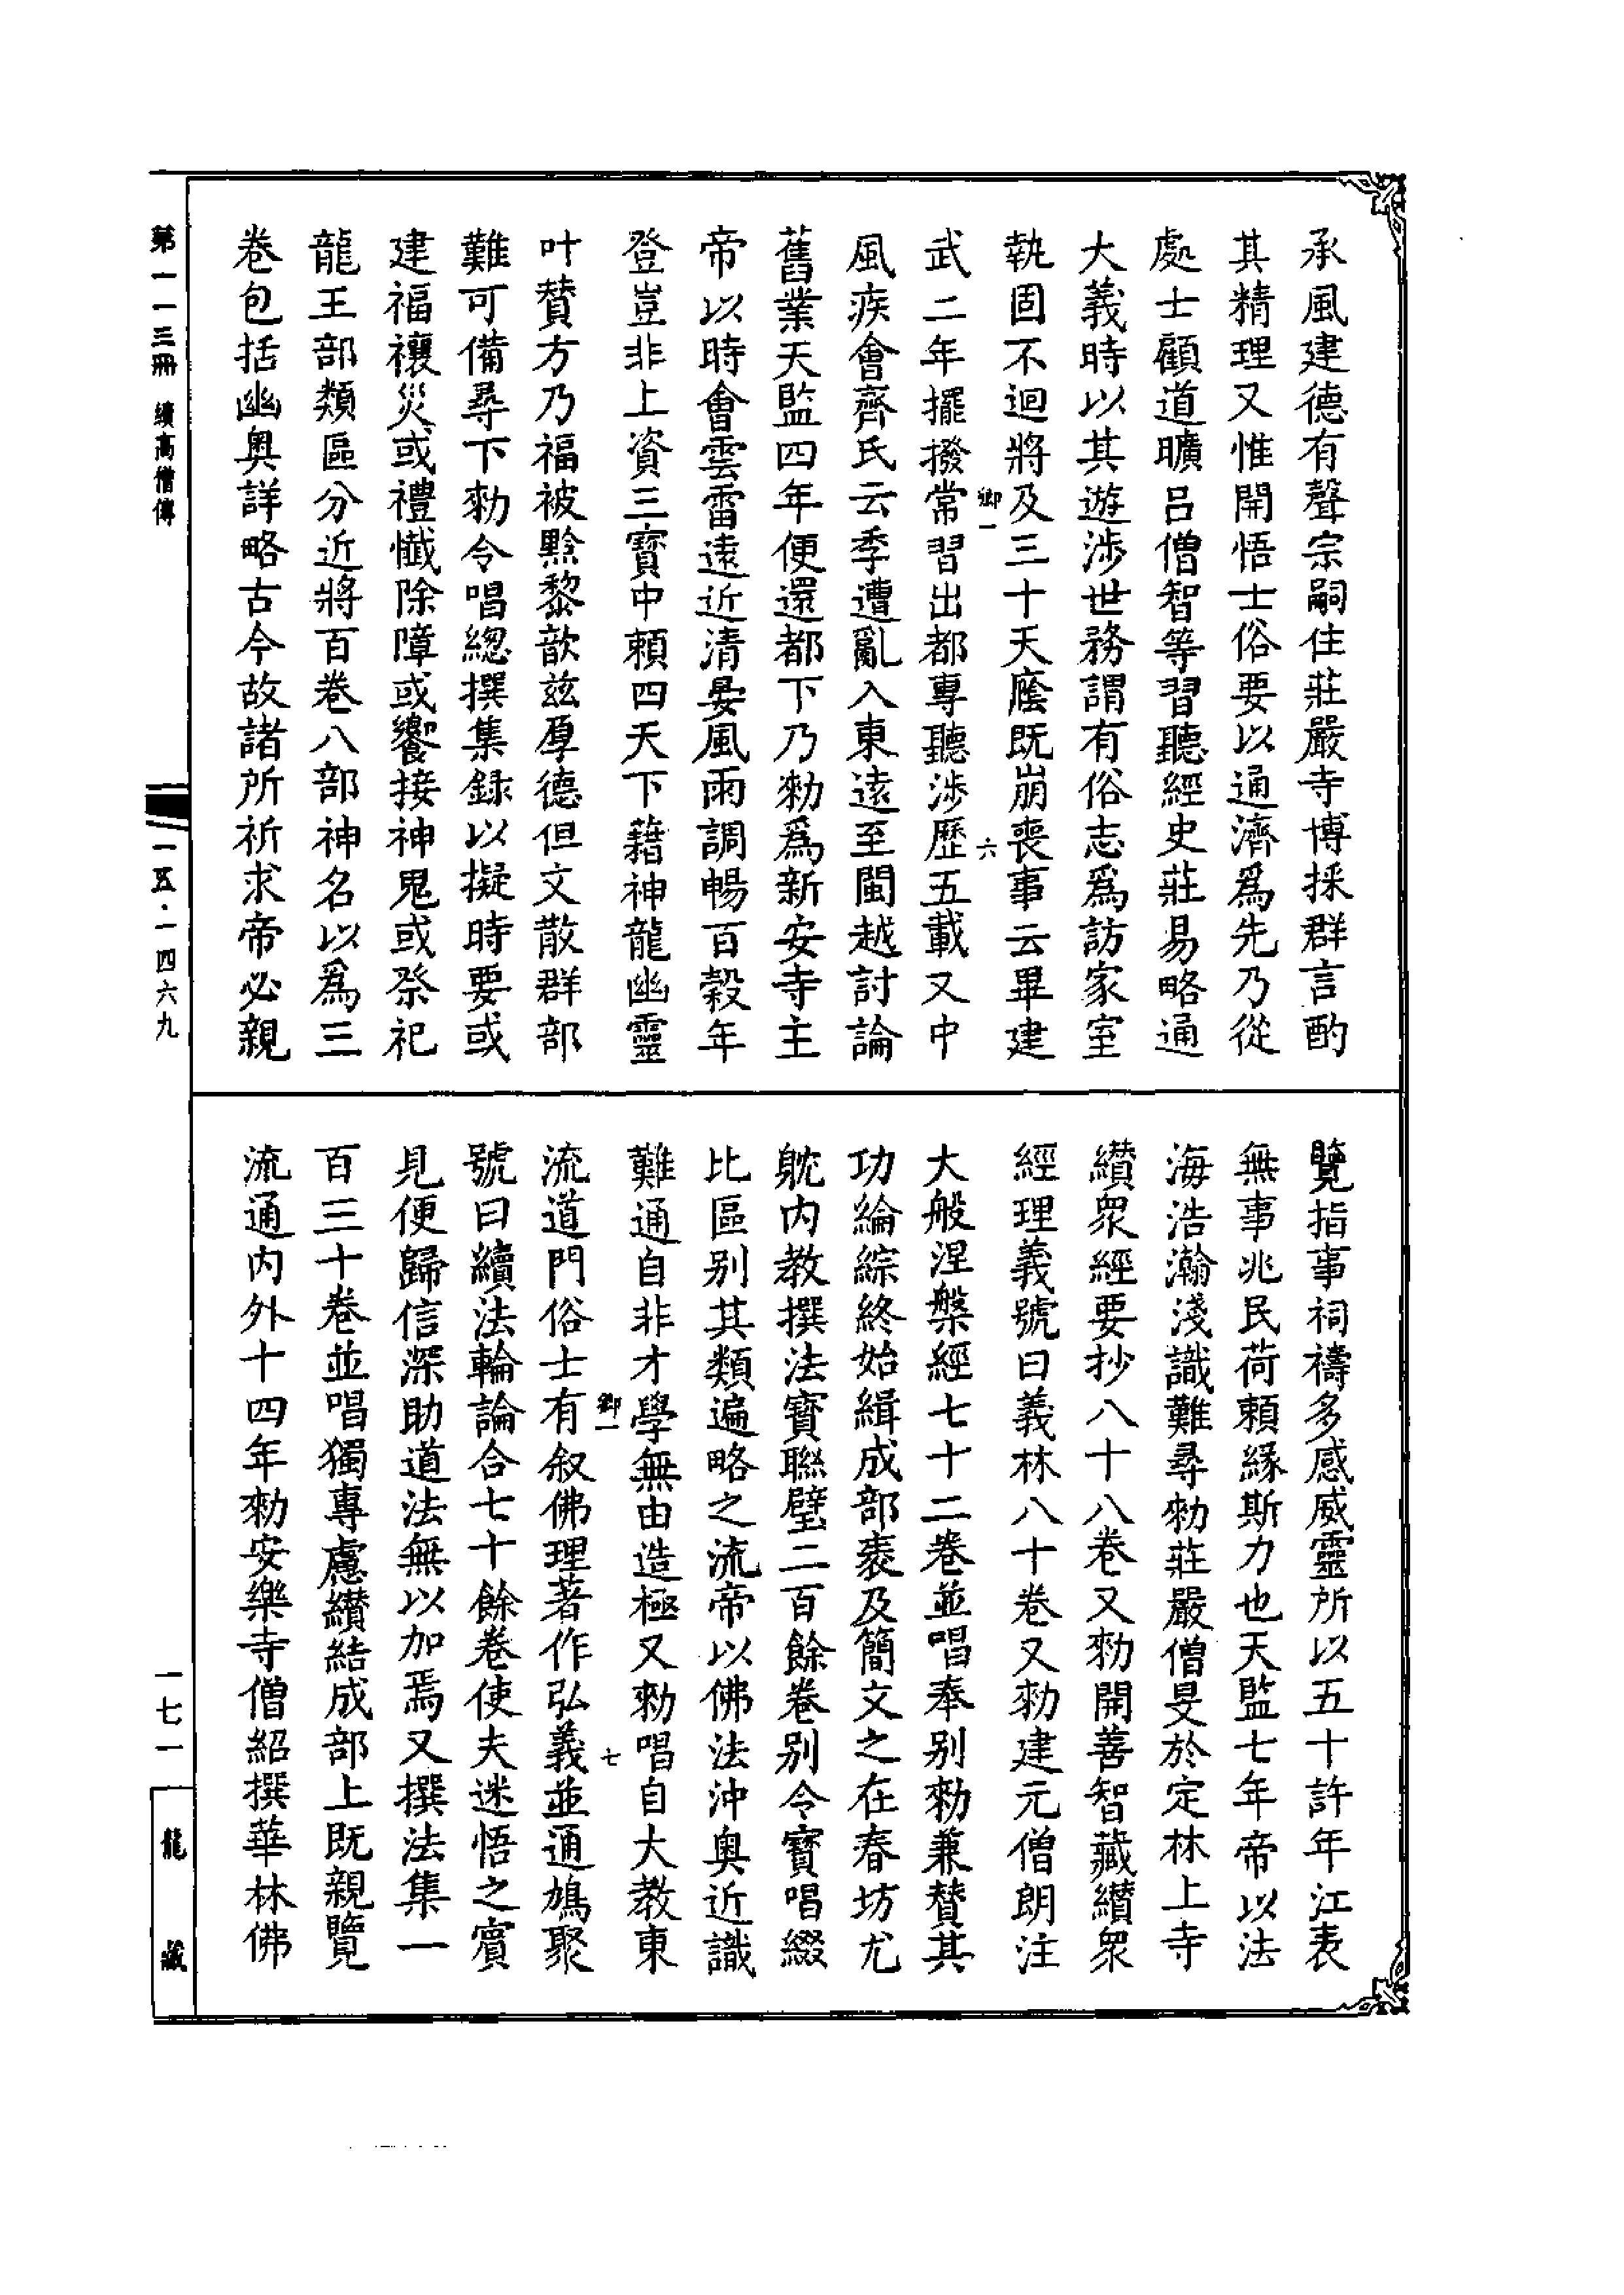 承風建德有聲宗嗣住莊嚴寺博採群言酌
其精理又惟開悟士俗要以通濟爲先乃從
處士顧道曠呂僧智等習聽經史莊易略通
大義時以其遊涉世務謂有俗志爲訪家室
執固不迴將及三十天廕既崩喪事云畢建
鄉一
六
武二年擺撥常習出都專聽涉歷五載又中
風疾會齊氏云季遭亂入東遠至閩越討論
舊業天監四年便還都下乃勑爲新安寺主
帝以時會雲雷遠近清晏風雨調暢百穀年
登豈非上資三寶中賴四天下藉神龍幽靈
叶贊方乃福被黔黎歆茲厚德但文散群部
難可備尋下勑令唱總撰集録以擬時要或
建福禳災或禮懺除障或饗接神鬼或祭祀
龍王部類區分近將百卷八部神名以爲三
卷包括幽奧詳略古今故諸所祈求帝必親
覽指事祠禱多感威靈所以五十許年江表
無事兆民荷賴緣斯力也天監七年帝以法
海浩瀚淺識難尋勑莊嚴僧旻於定林上寺
纘眾經要抄八十八卷又勑開善智藏纘眾
經理義號曰義林八十卷又勑建元僧朗注
大般涅槃經七十二卷並唱奉別勑兼贊其
功綸綜終始緝成部袠及簡文之在春坊尤
躭内教撰法寶聯璧二百餘卷別令寶唱綴
比區別其類遍略之流帝以佛法沖奧近識
難通自非才學無由造極又勑唱自大教東
鄉一
七
流道門俗士有叙佛理著作弘義並通鳩聚
號曰續法輪論合七十餘卷使夫迷悟之賓
見便歸信深助道法無以加焉又撰法集一
百三十卷並唱獨專慮纘結成部上既親覽
流通内外十四年勑安樂寺僧紹撰華林佛
第一一三冊 續高僧傳
一五·一四六九
一七一
龍藏